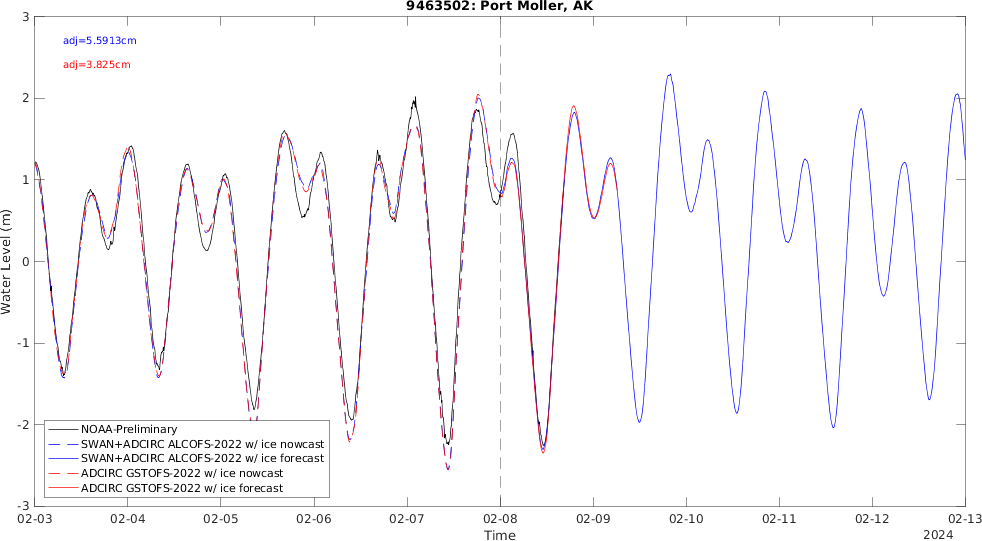 9463502: Port Moller, AK
adj=5.5913cm
adj=3.825cm
Water Level (m)
3
2
1
0
-1
-2
-3
NOAA-Preliminary
SWAN+ADCIRC ALCOFS-2022 w/ ice nowcast
SWAN+ADCIRC ALCOFS-2022 w/ ice forecast
ADCIRC GSTOFS-2022 w/ ice nowcast
ADCIRC GSTOFS-2022 w/ ice forecast
02-03 02-04 02-05 02-06 02-07 02-08 02-09 02-10 02-11 02-12 02-13
Time
2024